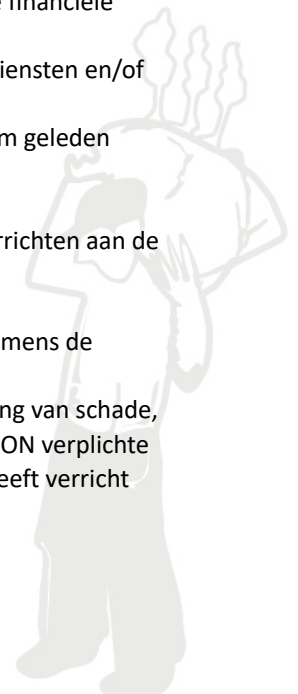 financiële
iensten en/of
m geleden
rrichten aan de
mens de
ng van schade,
ON verplichte
eeft verricht